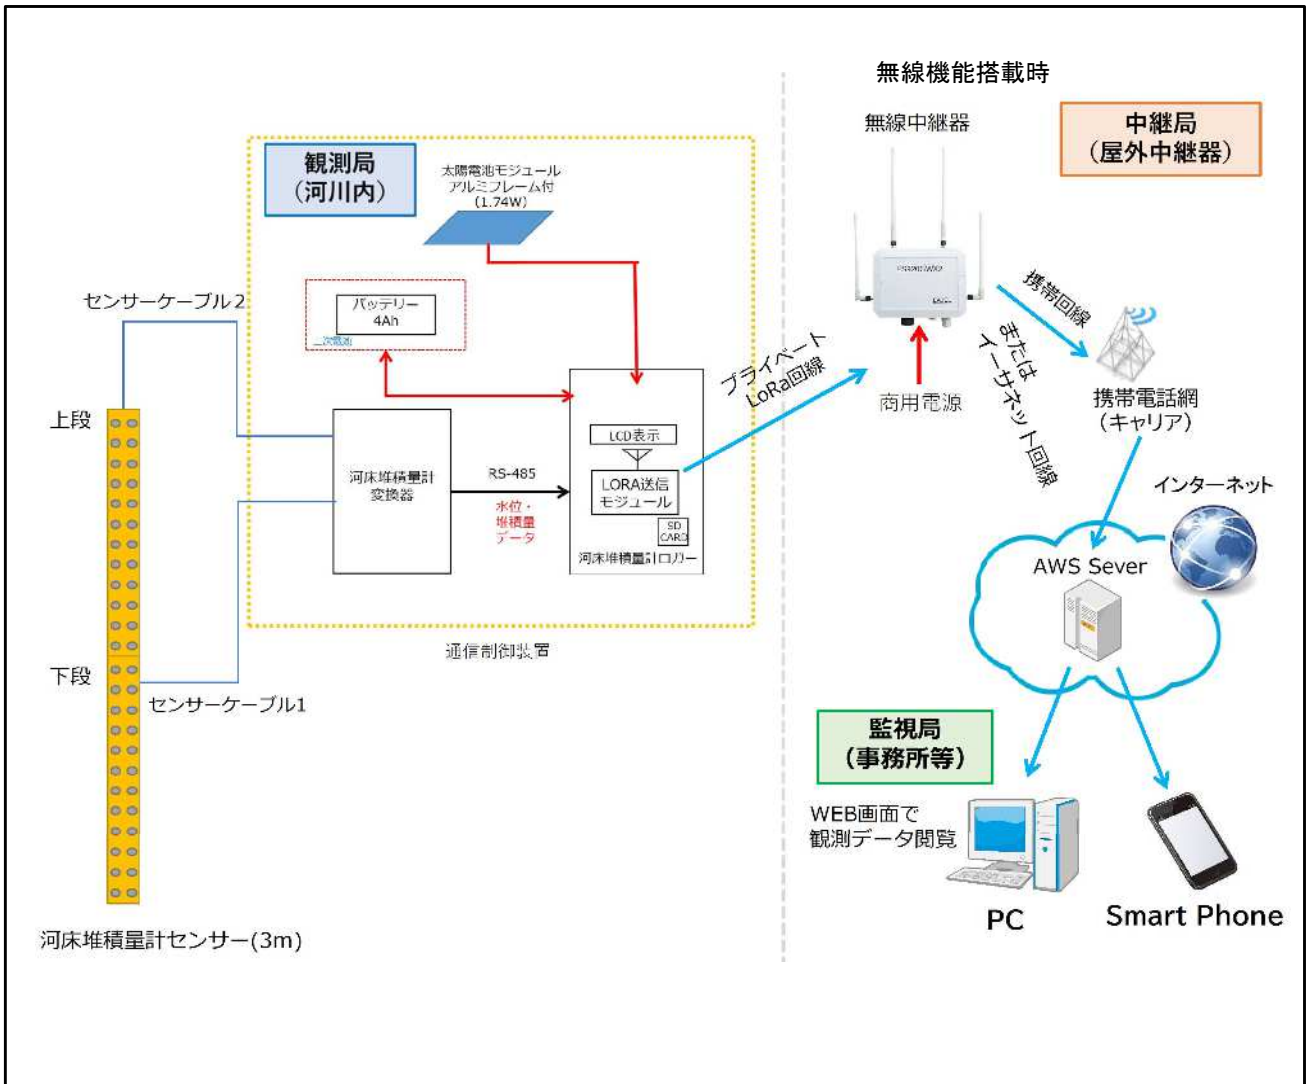 無線機能搭載時
無線中継器
中継局
(屋外中継器)
観測局
(河川内)
太陽電池モジュール
アルミフレーム付
(1.74W)
センサーケーブル2
バッテリー
4Ah
二次電池
携帯回線
または
イーサネット回線
プライベート
LoRa回線
商用電源
携帯電話網
(キャリア)
上段
LCD表示
河床堆積量計
変換器
RS-485
水位・
堆積量
データ
LORA送信
モジュール
SD
CARD
河床堆積量計ロガー
インターネット
AWS Sever
通信制御装置
下段
センサーケーブル1
監視局
(事務所等)
WEB画面で
観測データ閲覧
PC
Smart Phone
河床堆積量計センサー(3m)